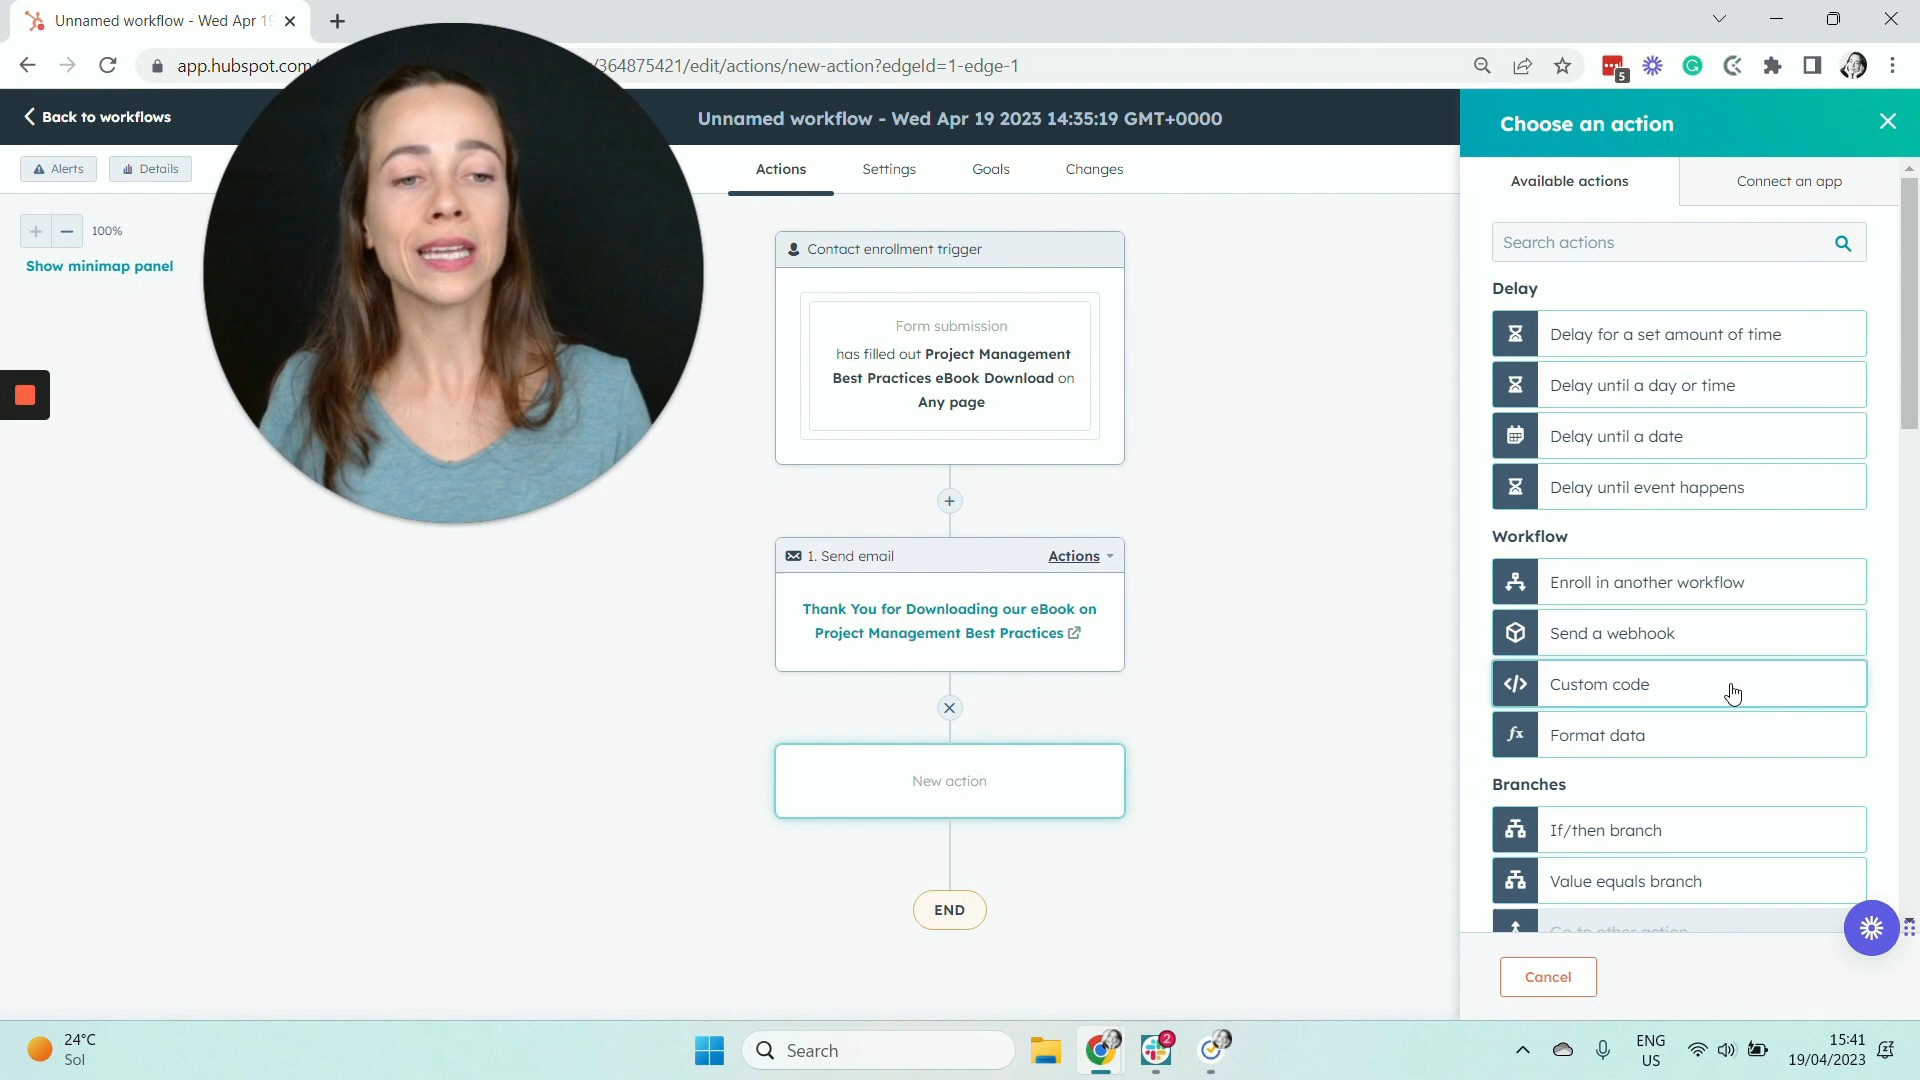 Unnamed workflow - Wed Apr 19
app.hubspot.com/
/364875421/edit/actions/new-action?edgeId=1-edge-1
5
Back to workflows
Unnamed workflow - Wed Apr 19 2023 14:35:19 GMT+0000
Alerts
Details
Actions
Settings
Goals
Changes
100%
Show minimap panel
Contact enrollment trigger
Form submission
has filled out Project Management
Best Practices eBook Download on
Any page
1. Send email
Actions
Thank You for Downloading our eBook on
Project Management Best Practices
New action
END
Choose an action
Available actions
Connect an app
Search actions
Delay
Delay for a set amount of time
Delay until a day or time
Delay until a date
Delay until event happens
Workflow
Enroll in another workflow
Send a webhook
Custom code
Format data
Branches
If/then branch
Value equals branch
Go to other action
Cancel
24°C
Sol
Search
2
ENG
US
15:41
19/04/2023